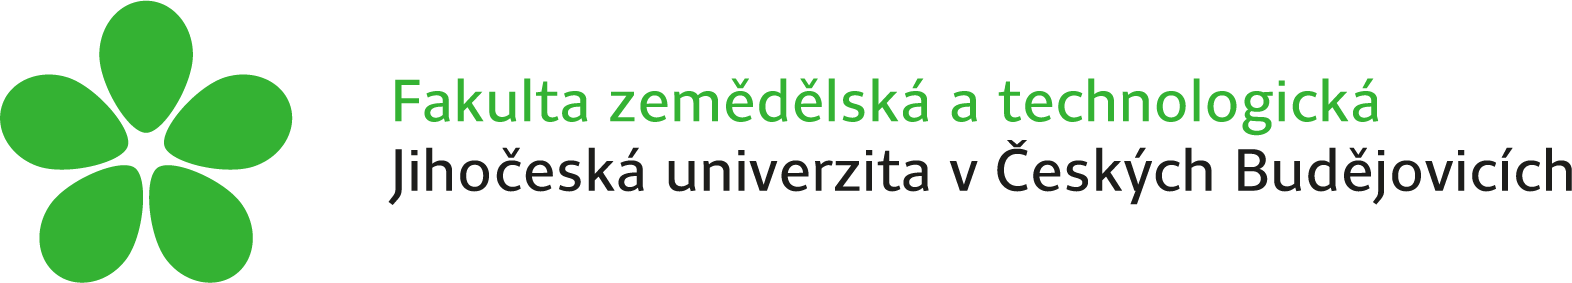 Fakulta zemědělská a technologická
Jihočeská univerzita v Českých Budějovicích